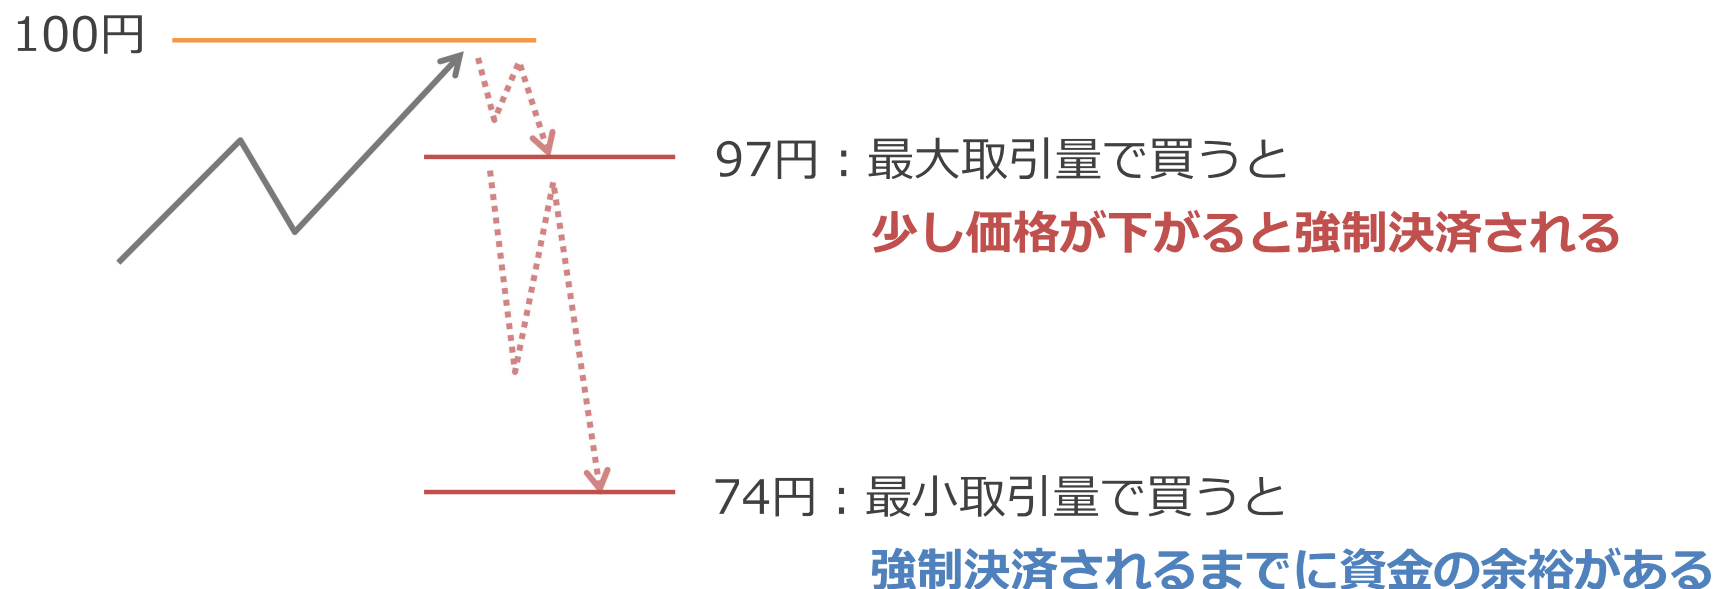 100円
97円：最大取引量で買うと
少し価格が下がると強制決済される
74円：最小取引量で買うと
強制決済されるまでに資金の余裕がある